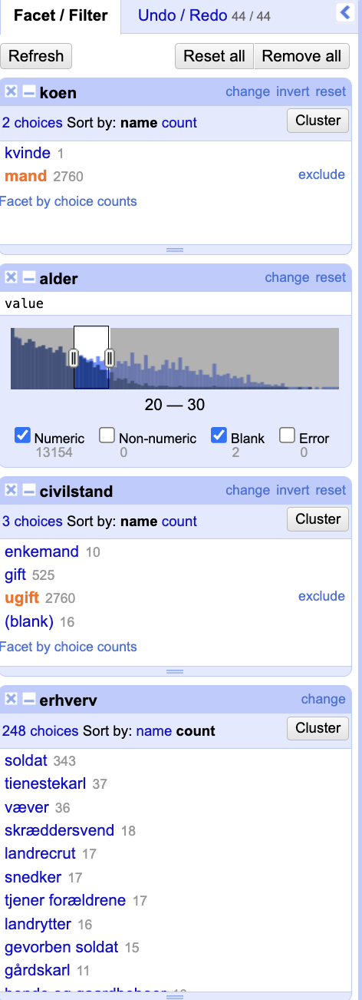 Facet / Filter Undo / Redo 44 / 44
Refresh Reset all Remove all
koen change invert reset
2 choices Sort by: name count Cluster
kvinde 1
mand 2760 exclude
Facet by choice counts
alder change reset
value
20 — 30
Numeric Non-numeric Blank Error
13154 0 2 0
civilstand change invert reset
3 choices Sort by: name count Cluster
enkemand 10
gift 525
ugift 2760 exclude
(blank) 16
Facet by choice counts
erhverv change
248 choices Sort by: name count Cluster
soldat 343
tienestekarl 37
væver 36
skræddersvend 18
landrecrut 17
snedker 17
tjener forældrene 17
landrytter 16
gevorben soldat 15
gårdskarl 11